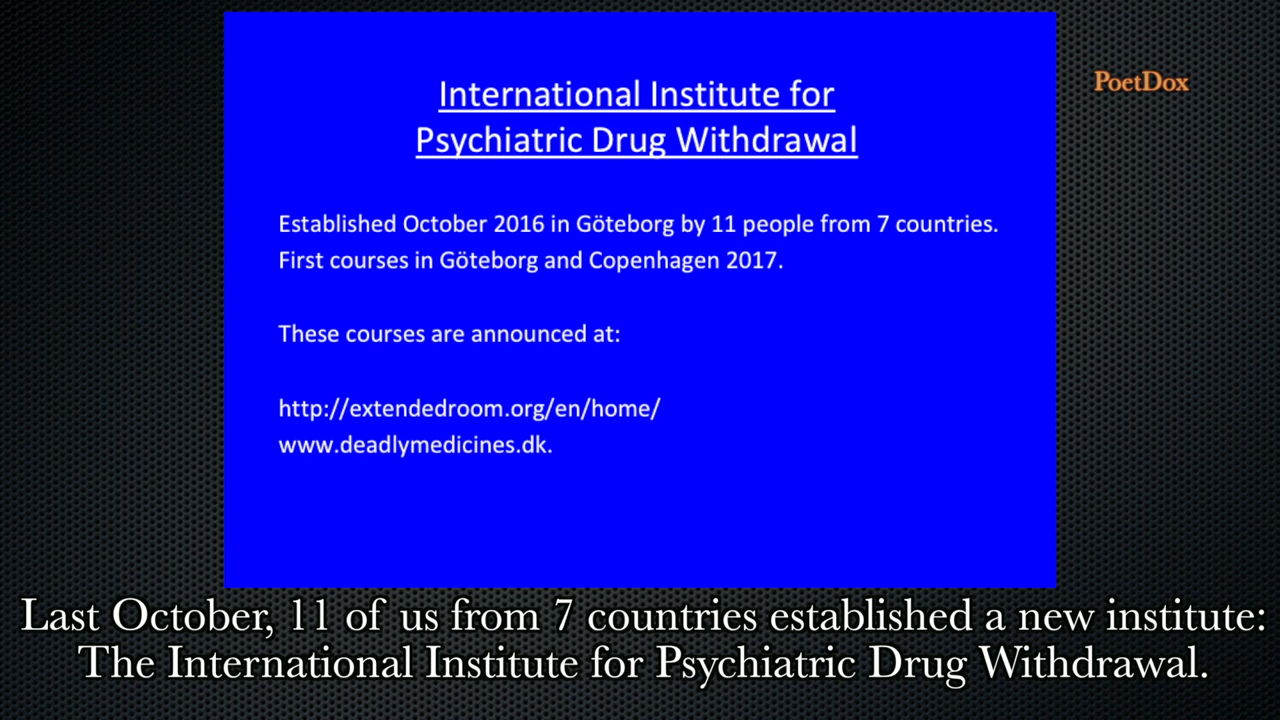 International Institute for
Psychiatric Drug Withdrawal
PoetDox
Established October 2016 in Göteborg by 11 people from 7 countries.
First courses in Göteborg and Copenhagen 2017.
These courses are announced at:
http://extendedroom.org/en/home/
www.deadlymedicines.dk.
Last October, 11 of us from 7 countries established a new institute:
The International Institute for Psychiatric Drug Withdrawal.